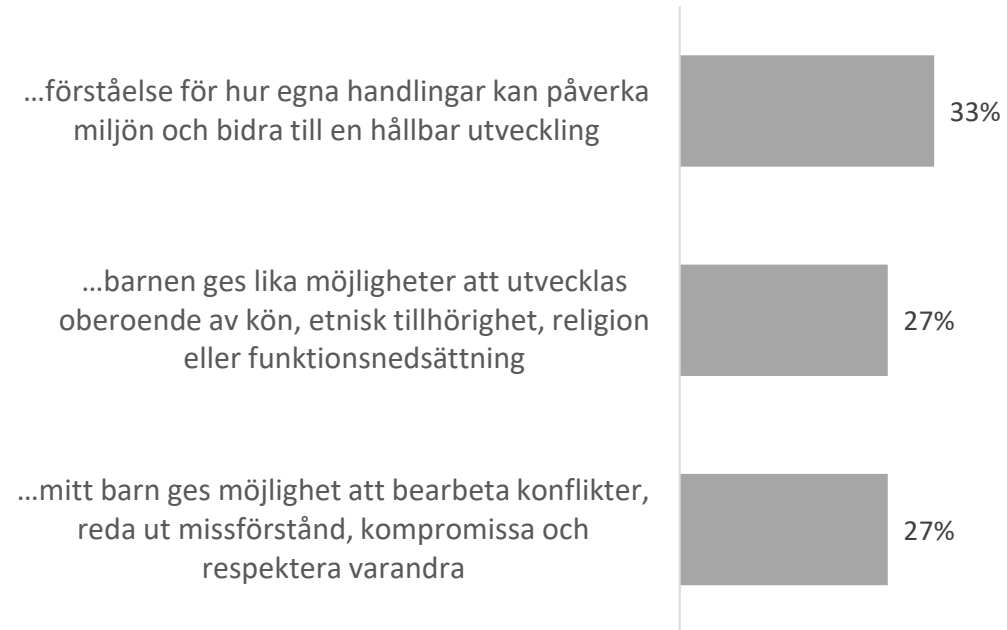 …förståelse för hur egna handlingar kan påverka
miljön och bidra till en hållbar utveckling
33%
…barnen ges lika möjligheter att utvecklas
oberoende av kön, etnisk tillhörighet, religion
eller funktionsnedsättning
27%
…mitt barn ges möjlighet att bearbeta konflikter,
reda ut missförstånd, kompromissa och
respektera varandra
27%